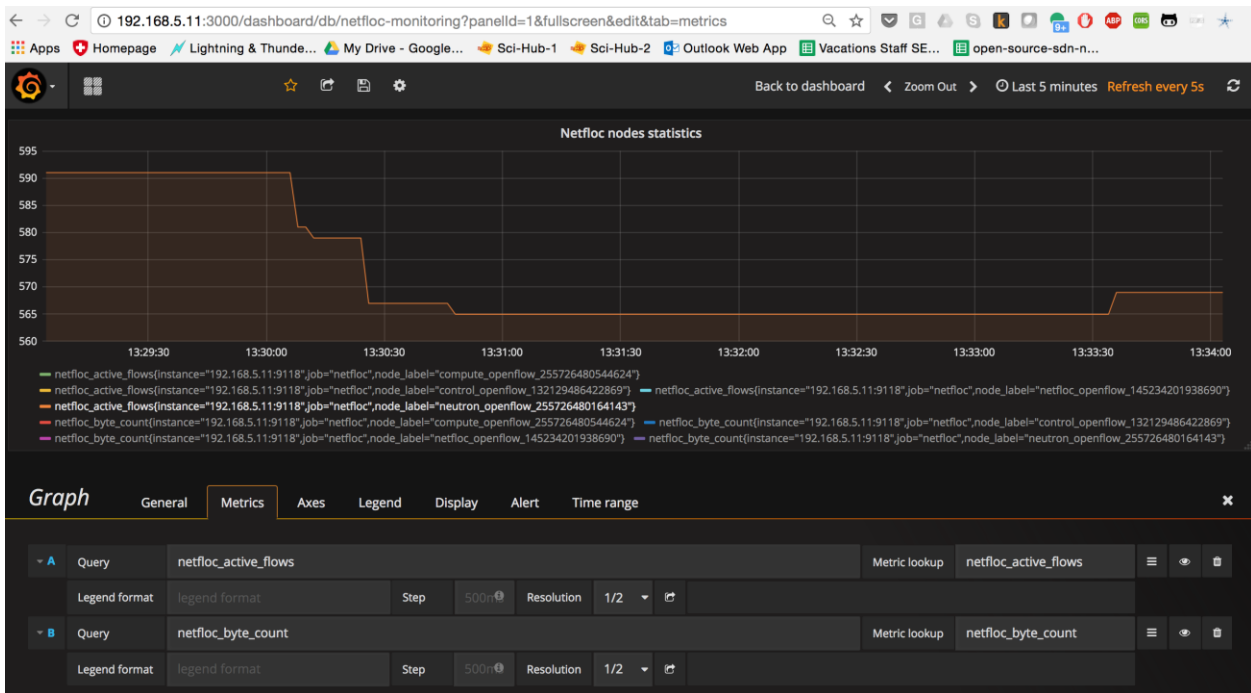 192.168.5.11:3000/dashboard/db/netfloc-monitoring?panelId=1&fullscreen&edit&tab=metrics
9+ ABP CORS
Apps Homepage Lightning & Thunde... My Drive - Google... Sci-Hub-1 Sci-Hub-2 Outlook Web App Vacations Staff SE... open-source-sdn-n...
Back to dashboard Zoom Out Last 5 minutes Refresh every 5s
Netfloc nodes statistics
595
590
585
580
575
570
565
560
13:29:30 13:30:00 13:30:30 13:31:00 13:31:30 13:32:00 13:32:30 13:33:00 13:33:30 13:34:00
netfloc_active_flows{instance="192.168.5.11:9118",job="netfloc",node_label="compute_openflow_255726480544624"}
netfloc_active_flows{instance="192.168.5.11:9118",job="netfloc",node_label="control_openflow_132129486422869"} netfloc_active_flows{instance="192.168.5.11:9118",job="netfloc",node_label="netfloc_openflow_145234201938690"}
netfloc_active_flows{instance="192.168.5.11:9118",job="netfloc",node_label="neutron_openflow_255726480164143"}
netfloc_byte_count{instance="192.168.5.11:9118",job="netfloc",node_label="compute_openflow_255726480544624"} netfloc_byte_count{instance="192.168.5.11:9118",job="netfloc",node_label="control_openflow_132129486422869"}
netfloc_byte_count{instance="192.168.5.11:9118",job="netfloc",node_label="netfloc_openflow_145234201938690"} netfloc_byte_count{instance="192.168.5.11:9118",job="netfloc",node_label="neutron_openflow_255726480164143"}
Graph General Metrics Axes Legend Display Alert Time range
A Query netfloc_active_flows Metric lookup netfloc_active_flows
Legend format legend format Step Resolution 1/2
B Query netfloc_byte_count Metric lookup netfloc_byte_count
Legend format legend format Step Resolution 1/2